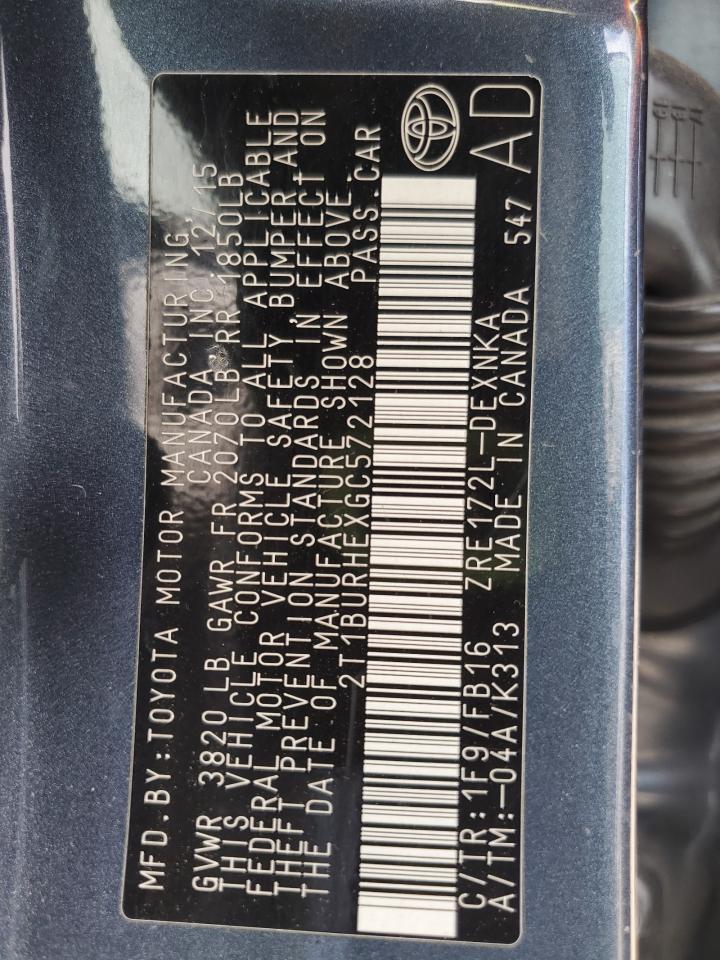 MFD.BY:TOYOTA MOTOR MANUFACTURING,
CANADA INC. 12/15
GVWR 3820LB GAWR FR 2070LB RR 1850LB
THIS VEHICLE CONFORMS TO ALL APPLICABLE
FEDERAL MOTOR VEHICLE SAFETY, BUMPER, AND
THEFT PREVENTION STANDARDS IN EFFECT ON
THE DATE OF MANUFACTURE SHOWN ABOVE.
2T1BURHEXGC572128 PASS.CAR
C/TR:1F9/FB16 ZRE172L-DEXNKA
A/TM:-04A/K313 MADE IN CANADA 547 AD